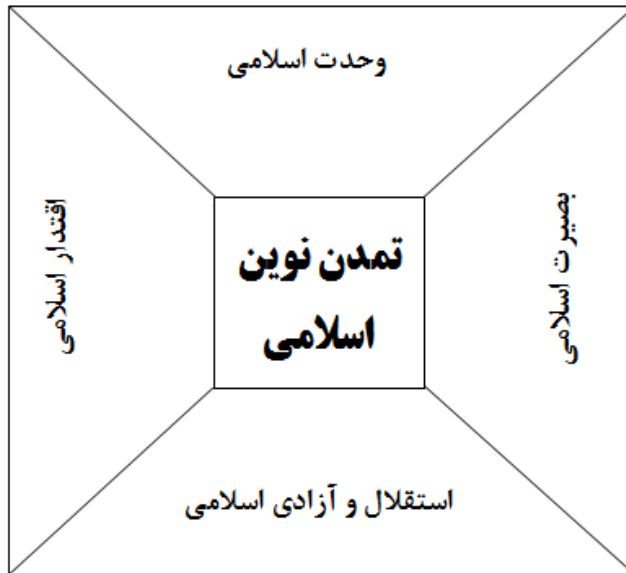 وحدت اسلامی
بصیرت اسلامی
تمدن نوین
اسلامی
اقتدار اسلامی
استقلال و آزادی اسلامی